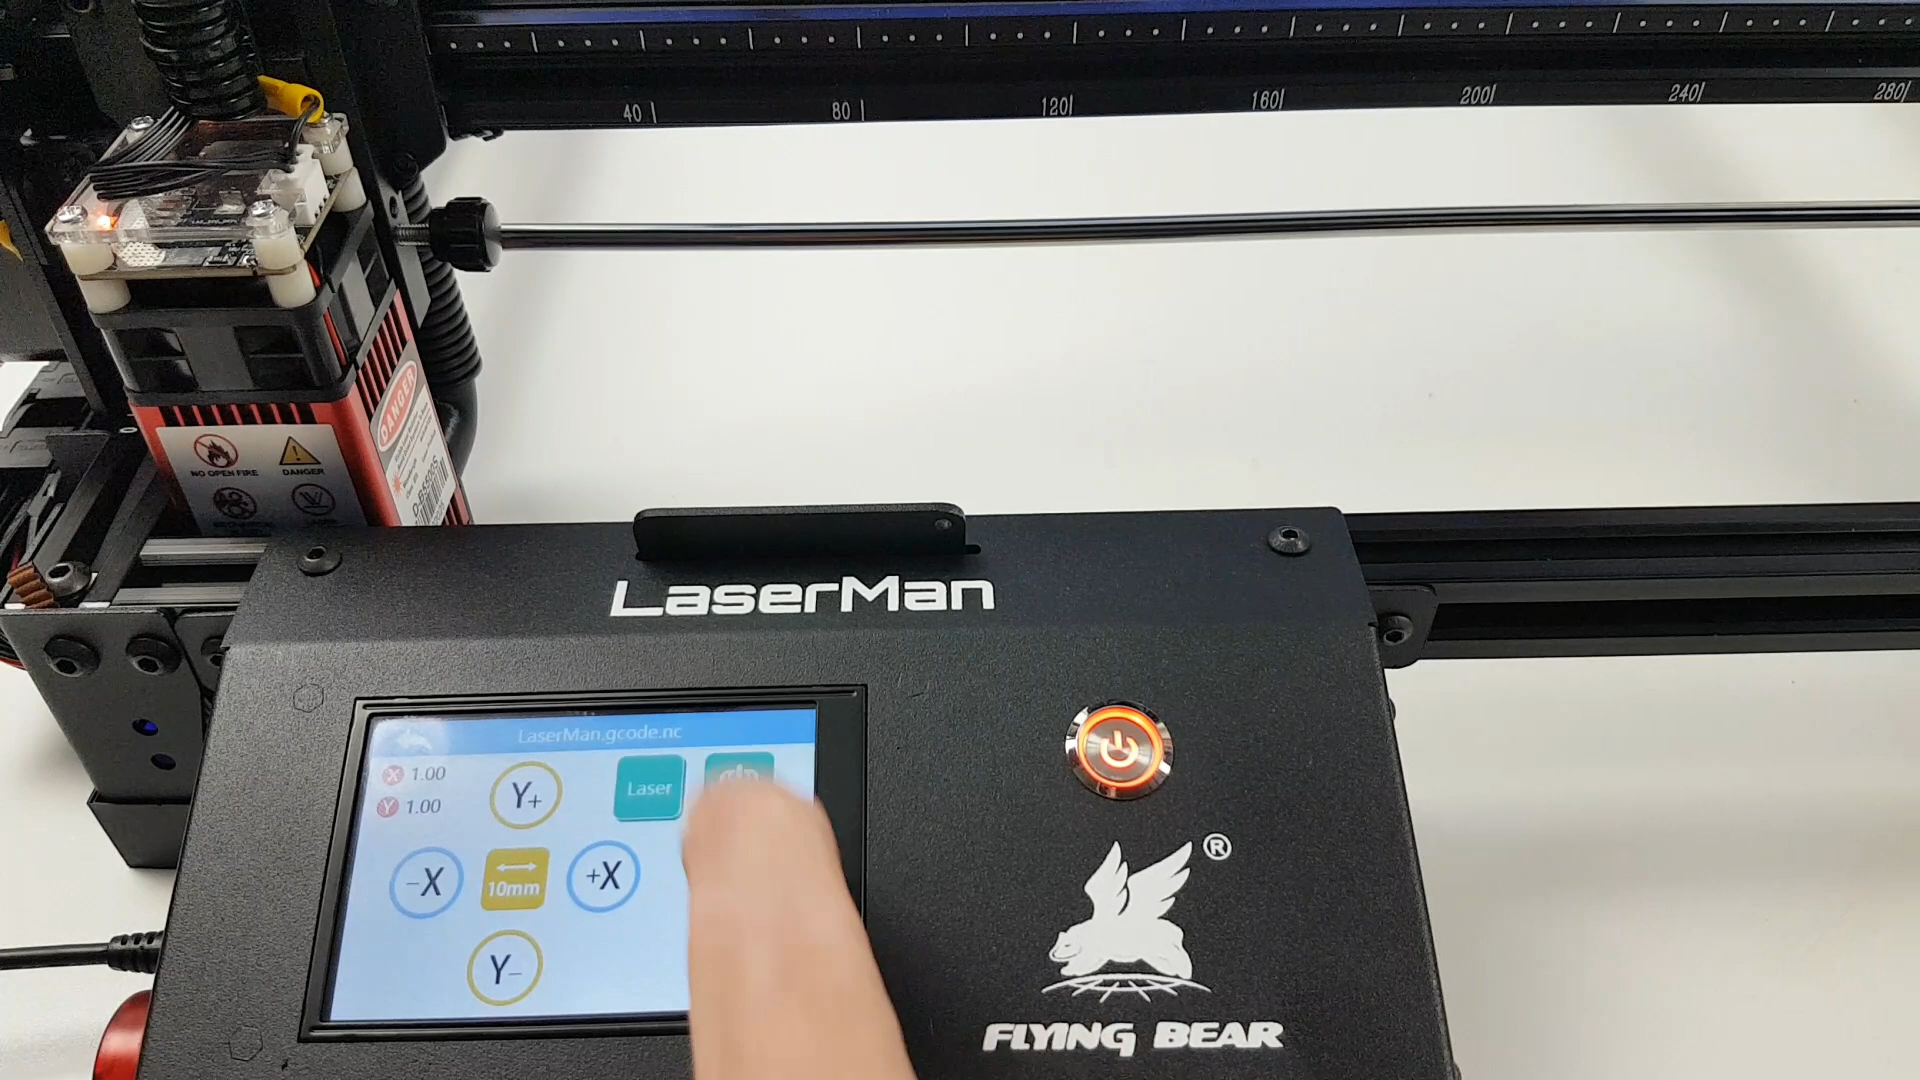 40
80
120
160
200
240
280
DANGER
NO OPEN FIRE
DANGER
LaserMan
LaserMan.gcode.nc
X 1.00
Y 1.00
Y+
Laser
-X
10mm
+X
Y-
®
FLYING BEAR